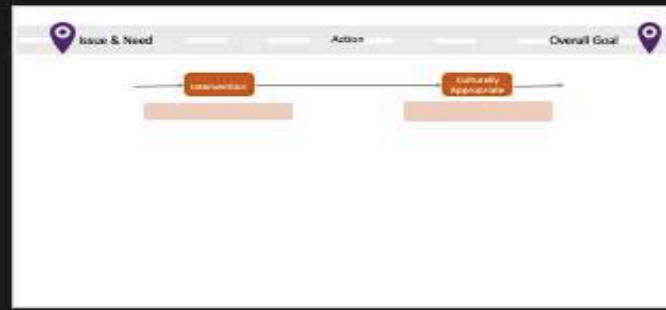 Issue & Need
Action
Overall Goal
Intervention
Culturally
Appropriate